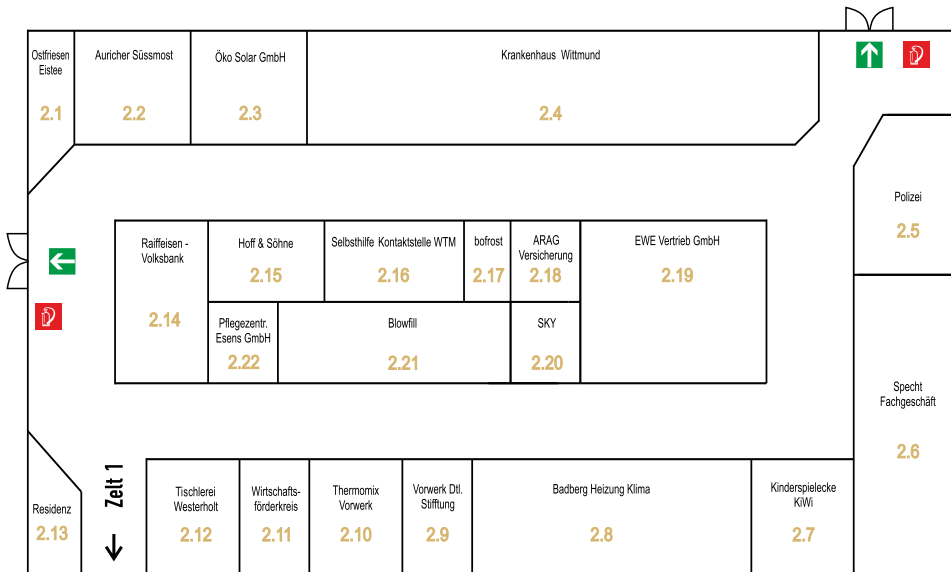 Ostfriesen
Eistee
2.1
Auricher Süssmost
2.2
Öko Solar GmbH
2.3
Krankenhaus Wittmund
2.4
Polizei
2.5
Raiffeisen -
Volksbank
2.14
Hoff & Söhne
2.15
Selbsthilfe Kontaktstelle WTM
2.16
bofrost
2.17
ARAG
Versicherung
2.18
EWE Vertrieb GmbH
2.19
Pflegezentr.
Esens GmbH
2.22
Blowfill
2.21
SKY
2.20
Specht
Fachgeschäft
2.6
Residenz
2.13
Zelt 1
Tischlerei
Westerholt
2.12
Wirtschafts-
förderkreis
2.11
Thermomix
Vorwerk
2.10
Vorwerk Dtl.
Stifftung
2.9
Badberg Heizung Klima
2.8
Kinderspielecke
KiWi
2.7